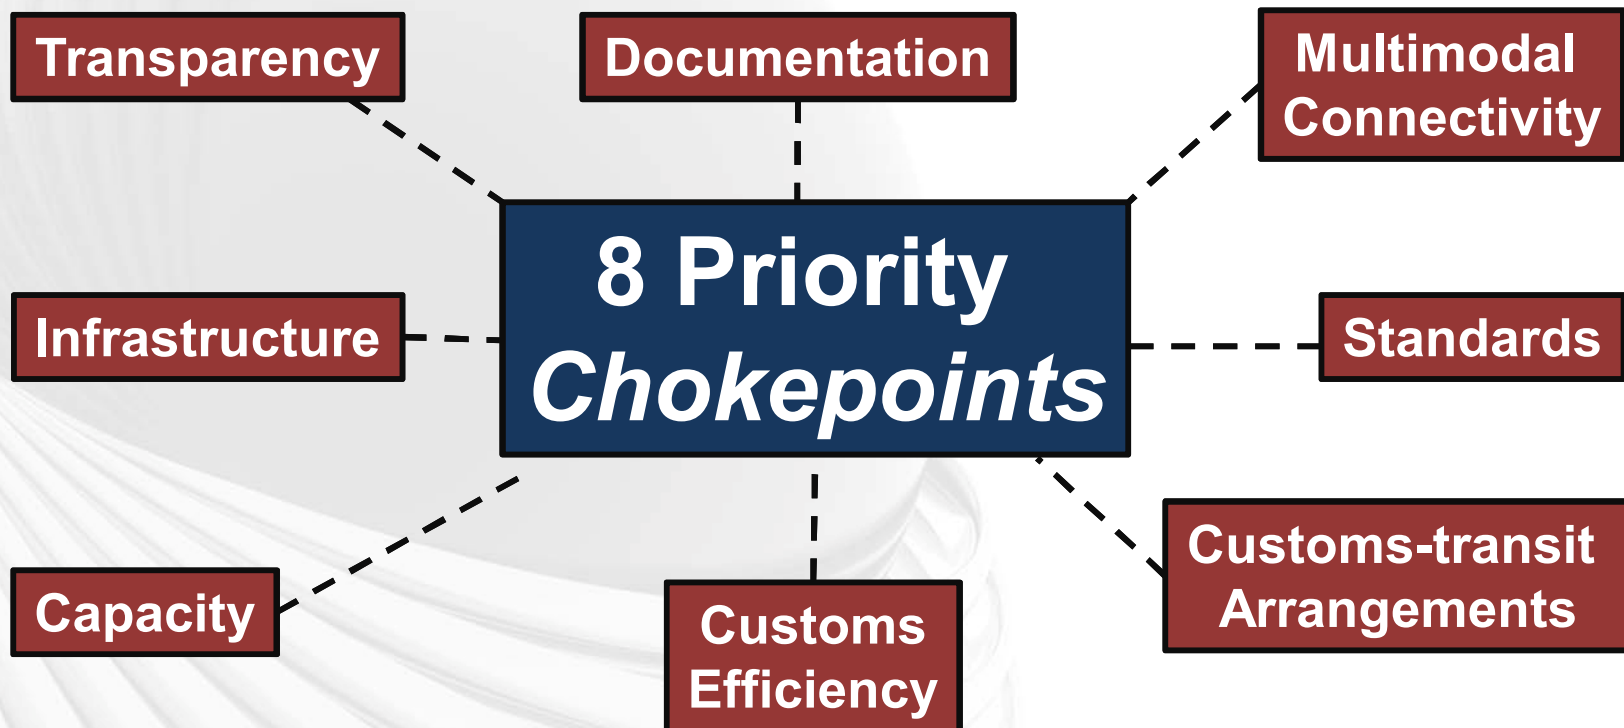 Transparency
Documentation
Multimodal
Connectivity
8 Priority
Chokepoints
Infrastructure
Standards
Capacity
Customs
Efficiency
Customs-transit
Arrangements